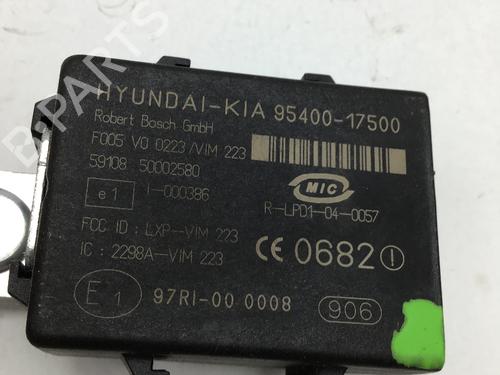 HYUNDAI-KIA 95400-17500
Robert Bosch GmbH
F005 V0 0223/VIM 223
59108 50002580
e1 I-000386
MIC
R-LPD1-04-0057
FCC ID : LXP-VIM 223
IC : 2298A-VIM 223
CE 0682
E1 97RI-00 0008 906
B-PARTS